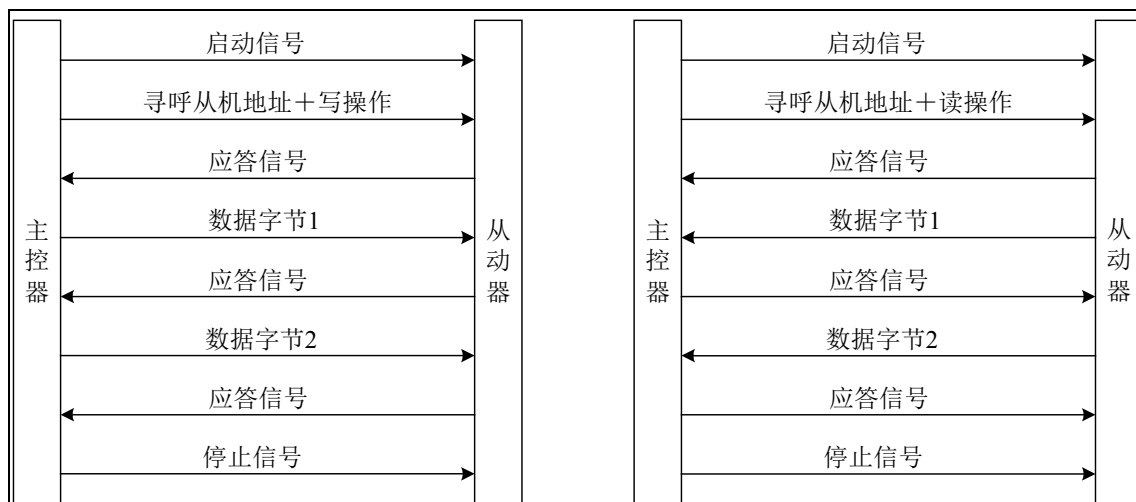 启动信号
寻呼从机地址＋写操作
应答信号
数据字节1
应答信号
数据字节2
应答信号
停止信号
主控器
从动器
启动信号
寻呼从机地址＋读操作
应答信号
数据字节1
应答信号
数据字节2
应答信号
停止信号
主控器
从动器